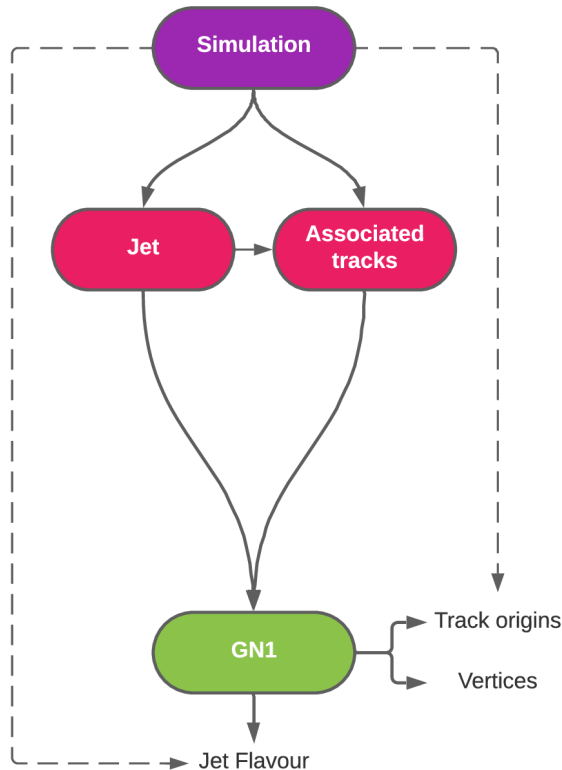 Simulation
Jet
Associated
tracks
GN1
Track origins
Vertices
Jet Flavour